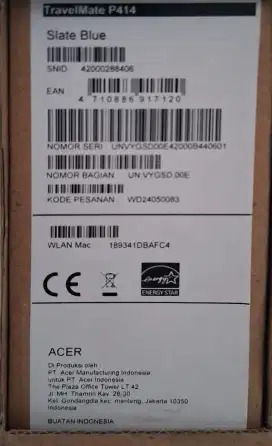 TravelMate P414
Slate Blue
SNID 42000288406
EAN
4 710886 917120
NOMOR SERI UNVYGSD00E42000B440601
NOMOR BAGIAN UN.VYGSD.00E
KODE PESANAN WD24050083
WLAN Mac 189341DBAFC4
CE
ENERGY STAR
ACER
Di Produksi oleh :
PT. Acer Manufacturing Indonesia
untuk PT. Acer Indonesia
The Plaza Office Tower LT.42
Jl. MH. Thamrin Kav. 28-30
Kel. Gondangdia kec. menteng, Jakarta 10350
Indonesia
BUATAN INDONESIA